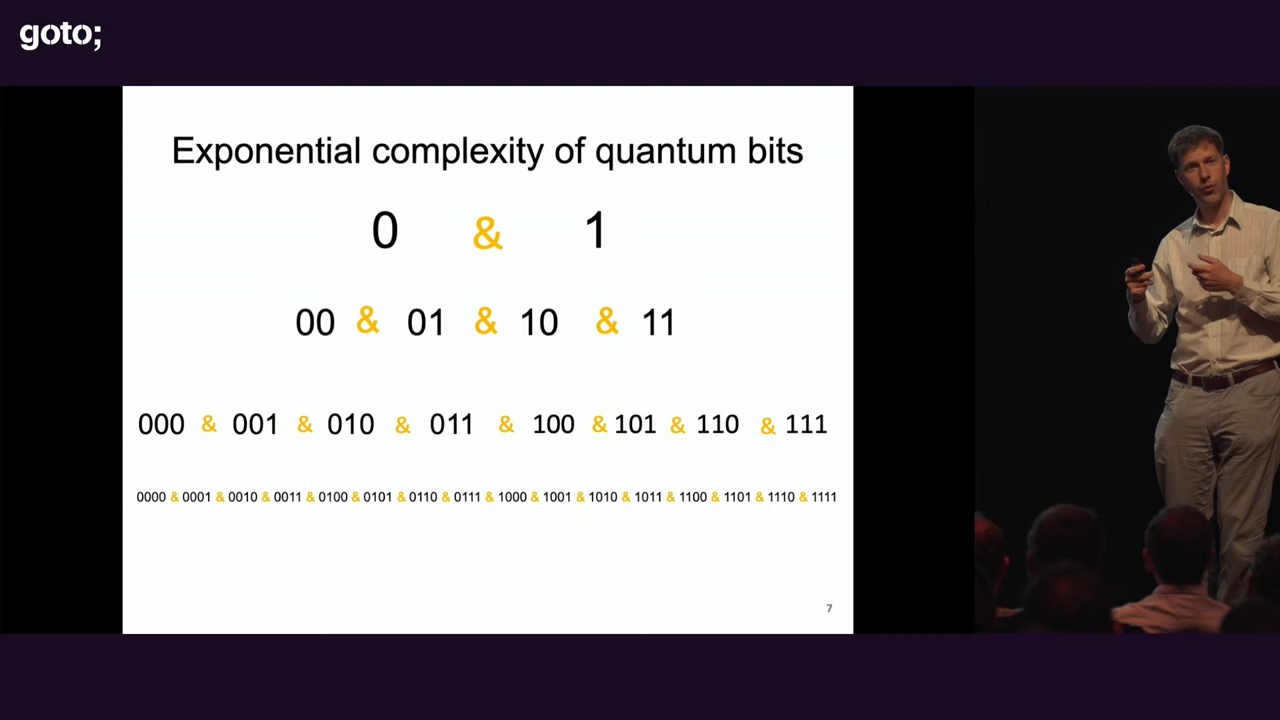 goto;
Exponential complexity of quantum bits
0 & 1
00 & 01 & 10 & 11
000 & 001 & 010 & 011 & 100 & 101 & 110 & 111
0000 & 0001 & 0010 & 0011 & 0100 & 0101 & 0110 & 0111 & 1000 & 1001 & 1010 & 1011 & 1100 & 1101 & 1110 & 1111
7